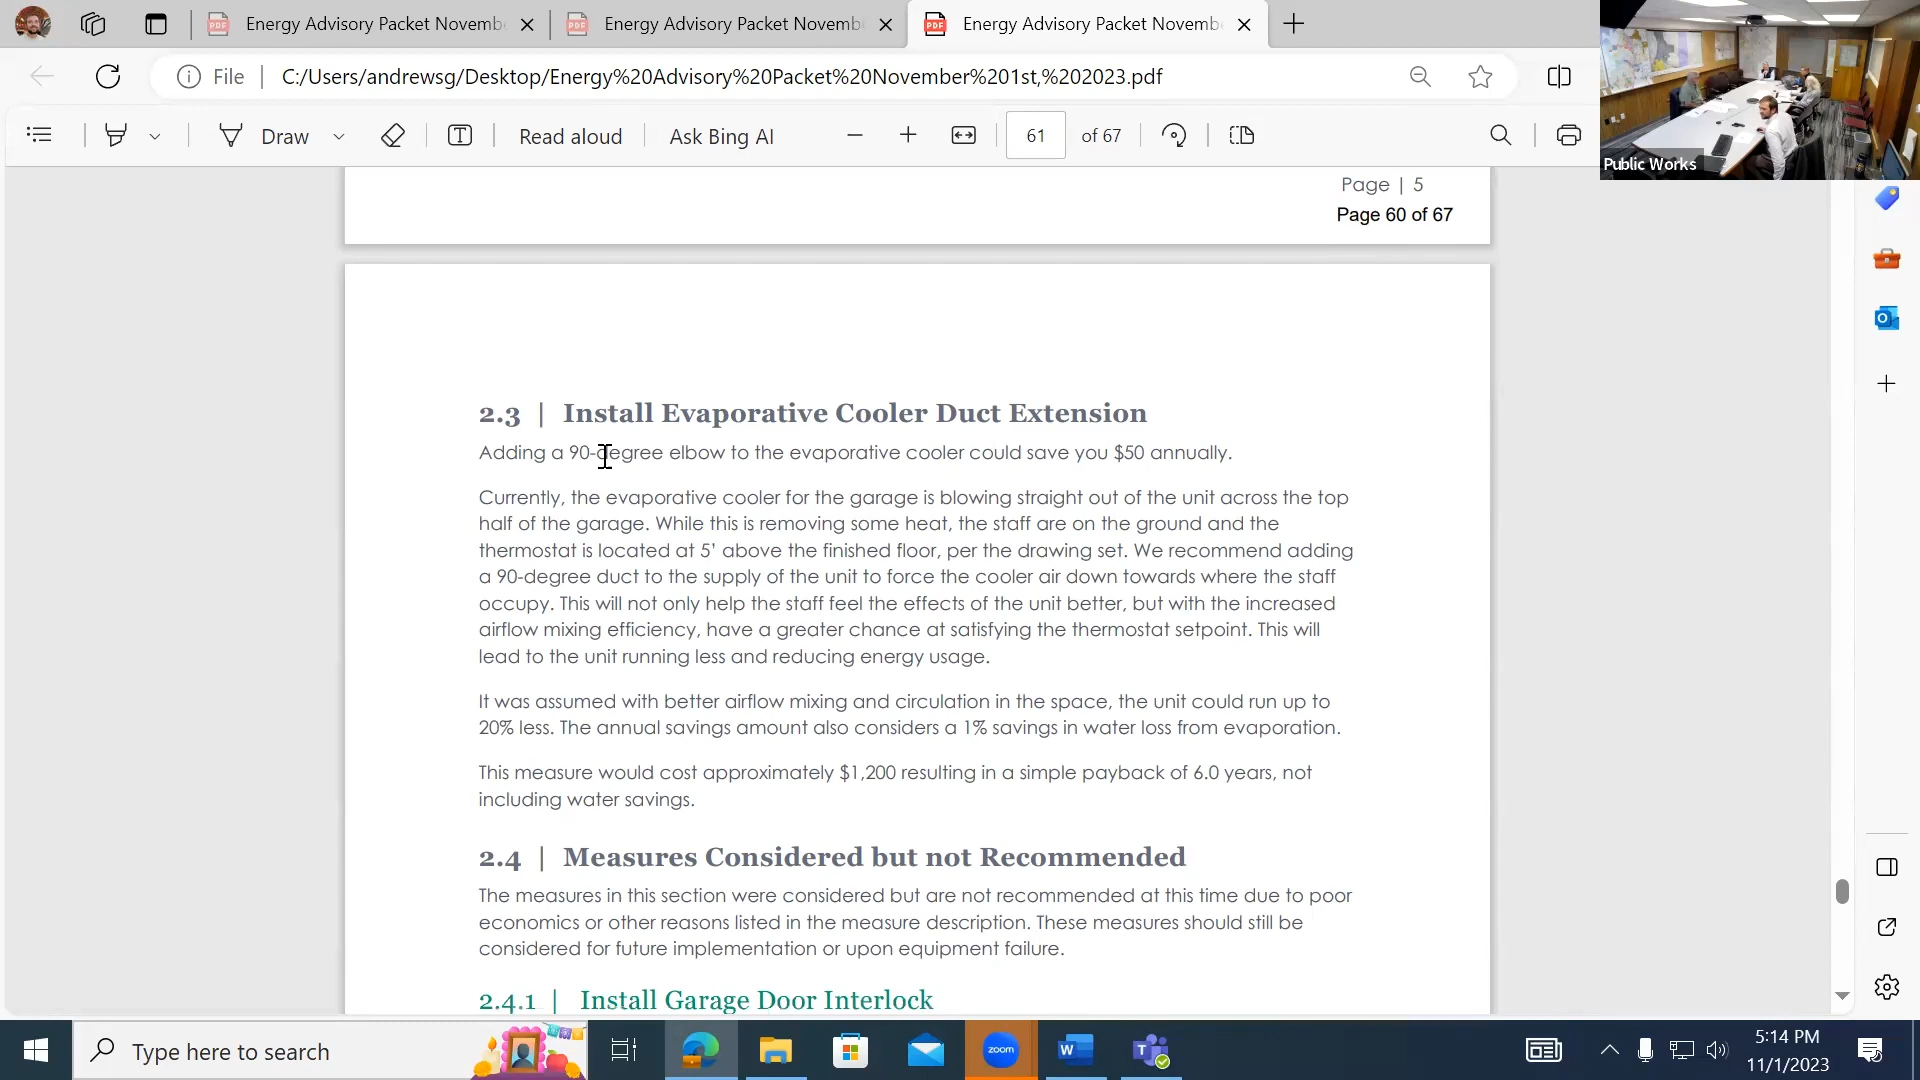 Energy Advisory Packet Novemb
Energy Advisory Packet Novemb
Energy Advisory Packet Novemb
File
C:/Users/andrewsg/Desktop/Energy%20Advisory%20Packet%20November%201st,%202023.pdf
Draw
Read aloud
Ask Bing AI
61
of 67
Public Works
Page | 5
Page 60 of 67
2.3 | Install Evaporative Cooler Duct Extension
Adding a 90-degree elbow to the evaporative cooler could save you $50 annually.
Currently, the evaporative cooler for the garage is blowing straight out of the unit across the top
half of the garage. While this is removing some heat, the staff are on the ground and the
thermostat is located at 5' above the finished floor, per the drawing set. We recommend adding
a 90-degree duct to the supply of the unit to force the cooler air down towards where the staff
occupy. This will not only help the staff feel the effects of the unit better, but with the increased
airflow mixing efficiency, have a greater chance at satisfying the thermostat setpoint. This will
lead to the unit running less and reducing energy usage.
It was assumed with better airflow mixing and circulation in the space, the unit could run up to
20% less. The annual savings amount also considers a 1% savings in water loss from evaporation.
This measure would cost approximately $1,200 resulting in a simple payback of 6.0 years, not
including water savings.
2.4 | Measures Considered but not Recommended
The measures in this section were considered but are not recommended at this time due to poor
economics or other reasons listed in the measure description. These measures should still be
considered for future implementation or upon equipment failure.
2.4.1 | Install Garage Door Interlock
Type here to search
zoom
5:14 PM
11/1/2023